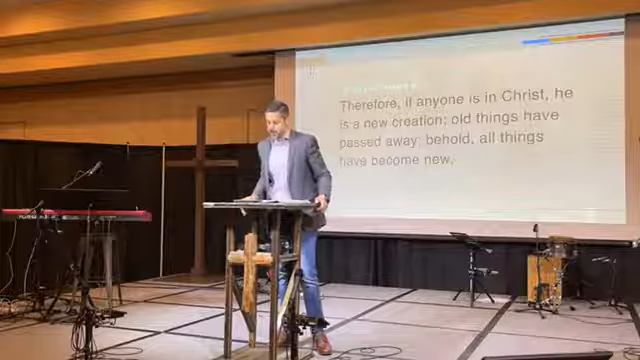 Therefore, if anyone is in Christ, he
is a new creation; old things have
passed away; behold, all things
have become new.